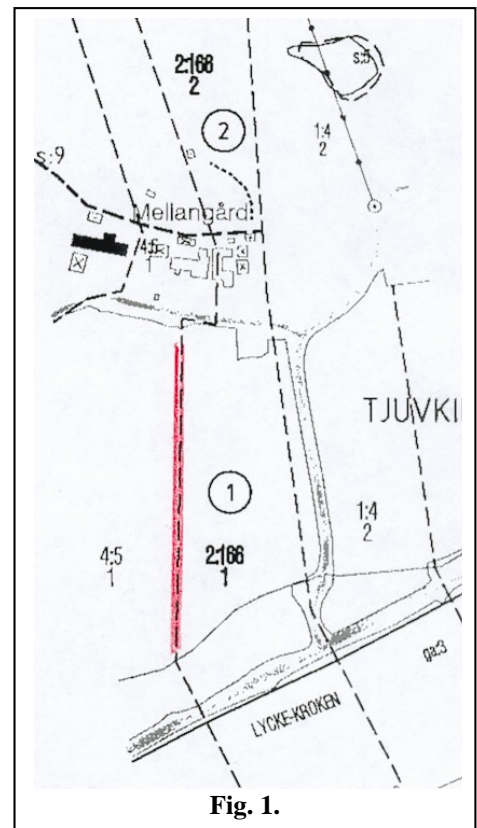 s:5
2:168
2
2
1:4
2
s:9
Mellangård
4:5
1
TJUVKI
1
1:4
2
4:5
1
2:166
1
ga:3
LYCKE-KROKEN
Fig. 1.